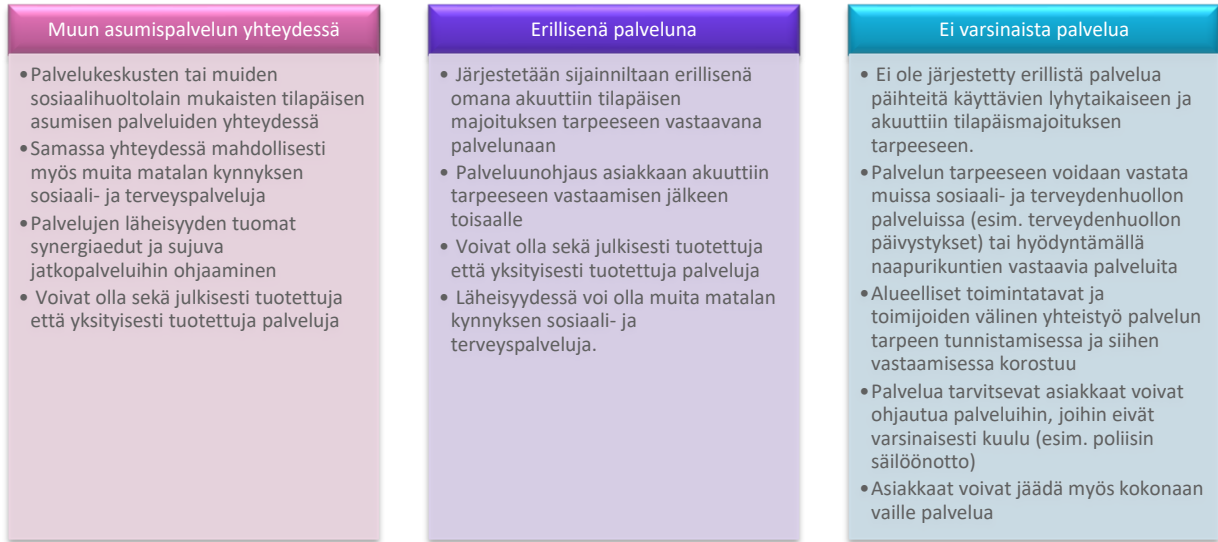 Muun asumispalvelun yhteydessä
•Palvelukeskusten tai muiden
sosiaalihuoltolain mukaisten tilapäisen
asumisen palveluiden yhteydessä
•Samassa yhteydessä mahdollisesti
myös muita matalan kynnyksen
sosiaali- ja terveyspalveluja
•Palvelujen läheisyyden tuomat
synergiaedut ja sujuva
jatkopalveluihin ohjaaminen
• Voivat olla sekä julkisesti tuotettuja
että yksityisesti tuotettuja palveluja
Erillisenä palveluna
• Järjestetään sijainniltaan erillisenä
omana akuuttiin tilapäisen
majoituksen tarpeeseen vastaavana
palvelunaan
• Palveluunohjaus asiakkaan akuuttiin
tarpeeseen vastaamisen jälkeen
toisaalle
• Voivat olla sekä julkisesti tuotettuja
että yksityisesti tuotettuja palveluja
• Läheisyydessä voi olla muita matalan
kynnyksen sosiaali- ja
terveyspalveluja.
Ei varsinaista palvelua
• Ei ole järjestetty erillistä palvelua
päihteitä käyttävien lyhytaikaiseen ja
akuuttiin tilapäismajoituksen
tarpeeseen.
• Palvelun tarpeeseen voidaan vastata
muissa sosiaali- ja terveydenhuollon
palveluissa (esim. terveydenhuollon
päivystykset) tai hyödyntämällä
naapurikuntien vastaavia palveluita
•Alueelliset toimintatavat ja
toimijoiden välinen yhteistyö palvelun
tarpeen tunnistamisessa ja siihen
vastaamisessa korostuu
•Palvelua tarvitsevat asiakkaat voivat
ohjautua palveluihin, joihin eivät
varsinaisesti kuulu (esim. poliisin
säilöönotto)
•Asiakkaat voivat jäädä myös kokonaan
vaille palvelua